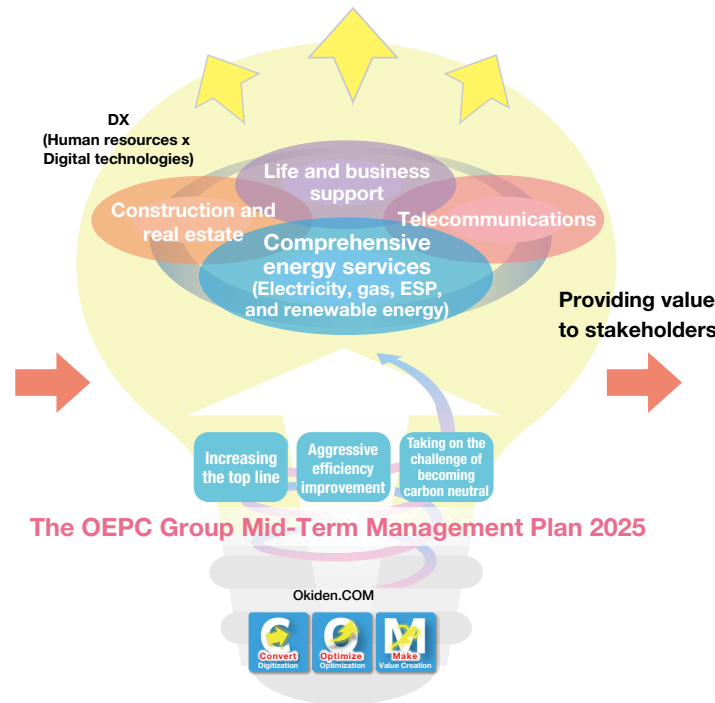 DX
(Human resources x
Digital technologies)
Life and business
support
Construction and
real estate
Telecommunications
Comprehensive
energy services
(Electricity, gas, ESP,
and renewable energy)
Providing value
to stakeholders
Increasing
the top line
Aggressive
efficiency
improvement
Taking on the
challenge of
becoming
carbon neutral
The OEPC Group Mid-Term Management Plan 2025
Okiden.COM
C
Convert
Digitization
O
Optimize
Optimization
M
Make
Value Creation